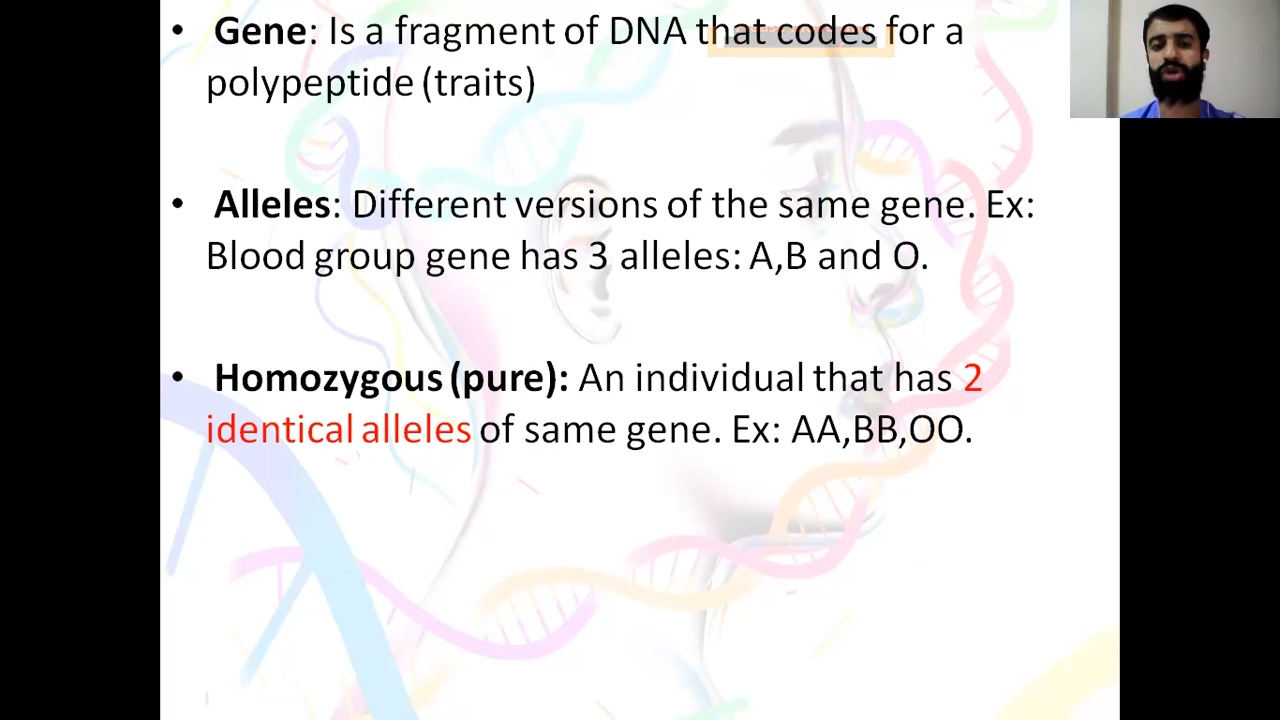 • Gene: Is a fragment of DNA that codes for a
polypeptide (traits)
• Alleles: Different versions of the same gene. Ex:
Blood group gene has 3 alleles: A,B and O.
• Homozygous (pure): An individual that has 2
identical alleles of same gene. Ex: AA,BB,OO.